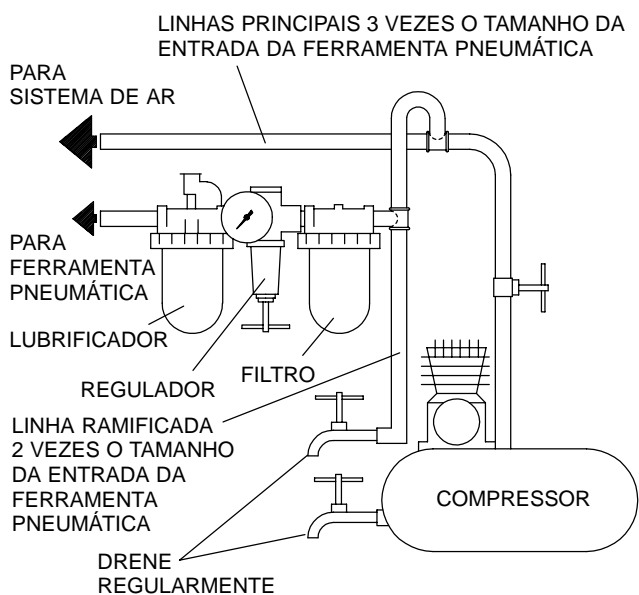 LINHAS PRINCIPAIS 3 VEZES O TAMANHO DA
ENTRADA DA FERRAMENTA PNEUMÁTICA
PARA
SISTEMA DE AR
PARA
FERRAMENTA
PNEUMÁTICA
LUBRIFICADOR
REGULADOR
FILTRO
LINHA RAMIFICADA
2 VEZES O TAMANHO
DA ENTRADA DA
FERRAMENTA
PNEUMÁTICA
COMPRESSOR
DRENE
REGULARMENTE